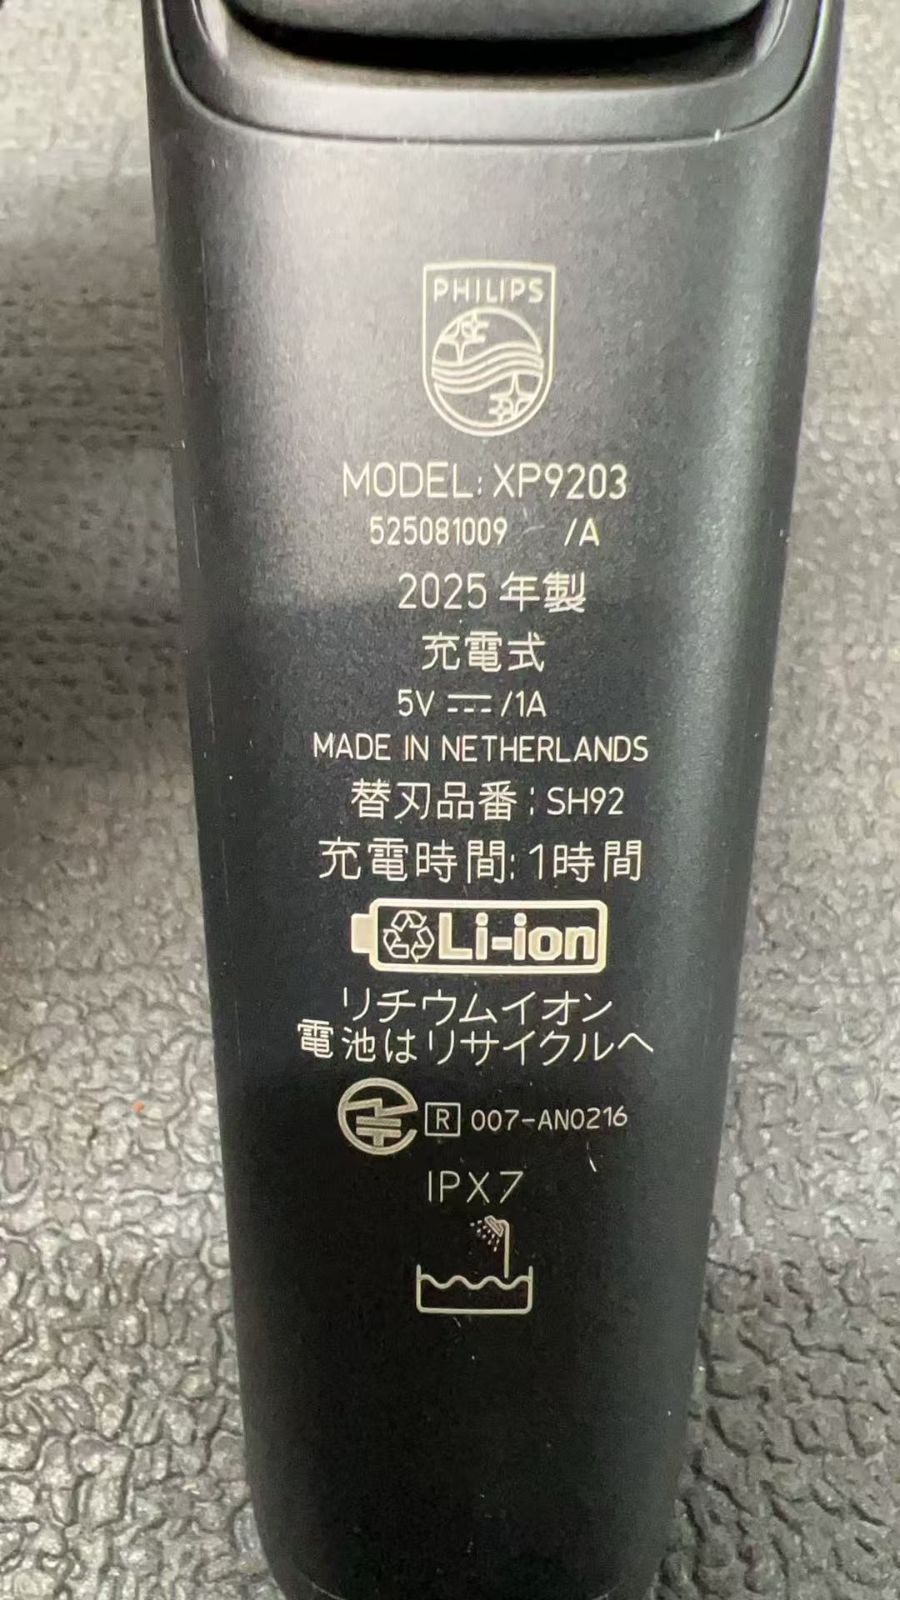 PHILIPS
MODEL: XP9203
525081009 /A
2025 年製
充電式
5V ⎓ /1A
MADE IN NETHERLANDS
替刃品番: SH92
充電時間: 1時間
Li-ion
リチウムイオン
電池はリサイクルへ
R 007-AN0216
IPX7